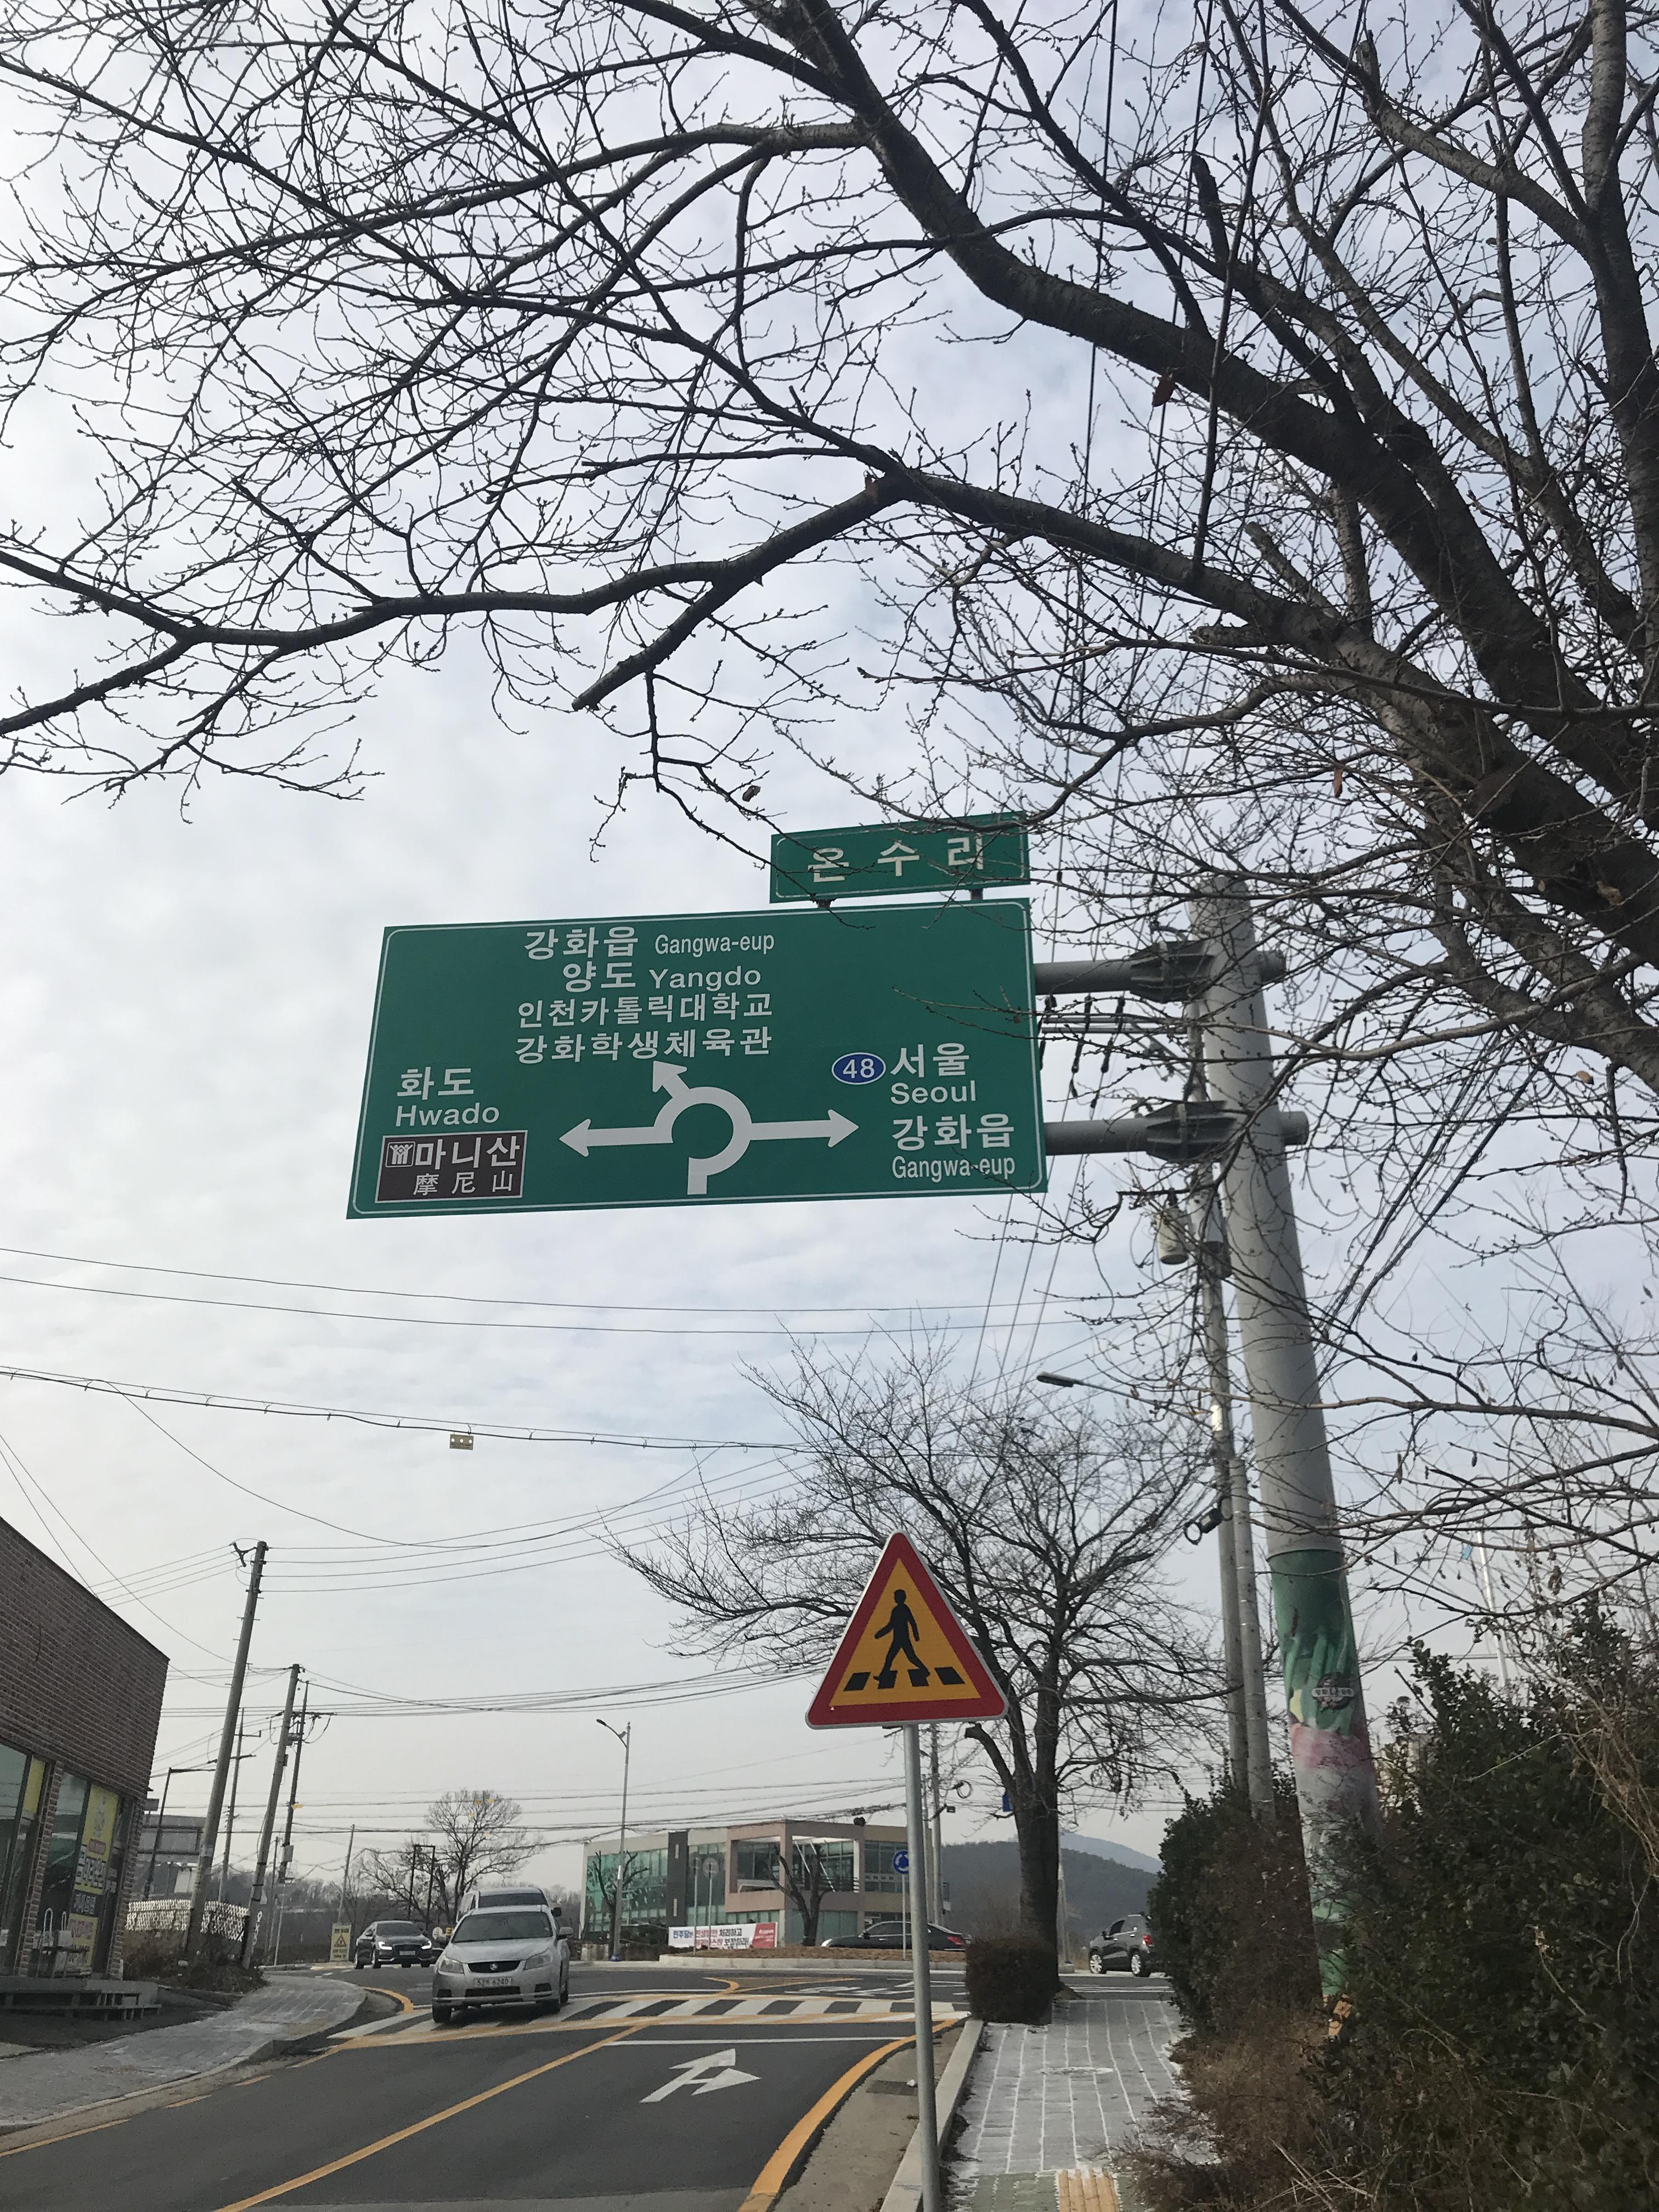 온수리
강화읍 Gangwa-eup
양도 Yangdo
인천카톨릭대학교
강화학생체육관
화도
Hwado
마니산
摩尼山
48 서울
Seoul
강화읍
Gangwa-eup